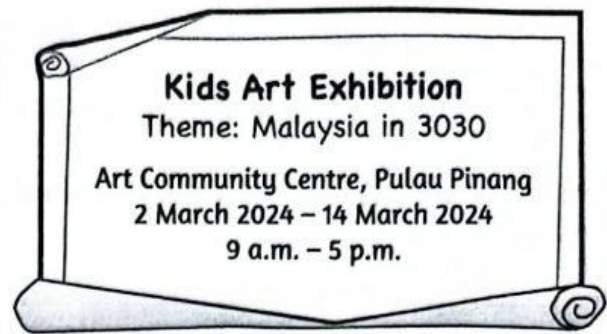 Kids Art Exhibition
Theme: Malaysia in 3030
Art Community Centre, Pulau Pinang
2 March 2024 – 14 March 2024
9 a.m. – 5 p.m.